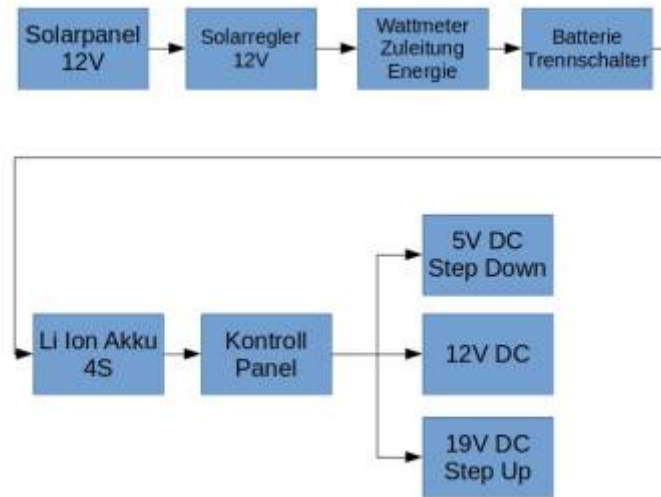 Solarpanel
12V
Solarregler
12V
Wattmeter
Zuleitung
Energie
Batterie
Trennschalter
5V DC
Step Down
Li Ion Akku
4S
Kontroll
Panel
12V DC
19V DC
Step Up